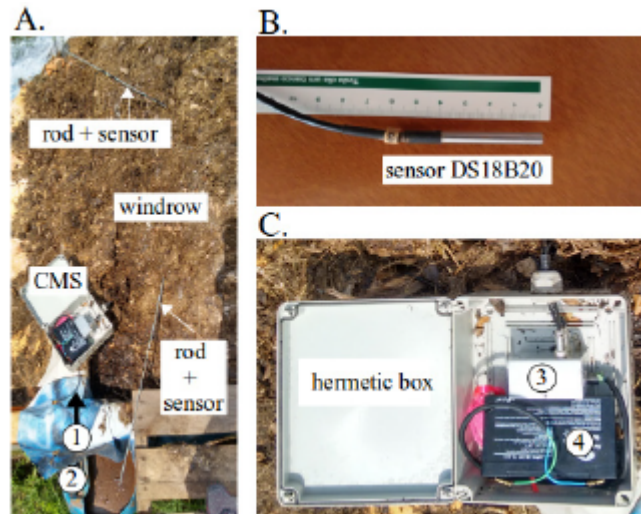 A.
rod + sensor
windrow
CMS
rod
+
sensor
1
2
B.
sensor DS18B20
C.
hermetic box
3
4